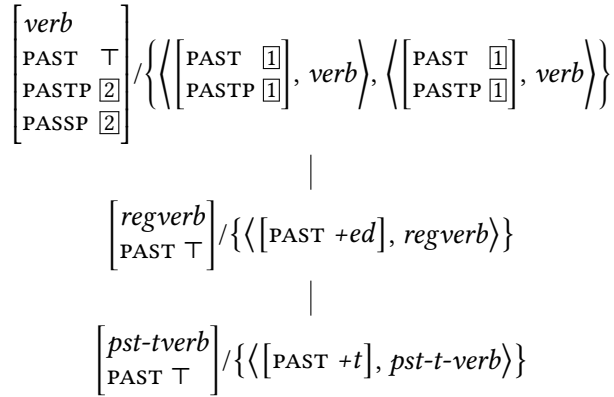 [verb
PAST ⊤
PASTP [2]
PASSP [2]] / {⟨[PAST [1]
PASTP [1]], verb⟩, ⟨[PAST [1]
PASTP [1]], verb⟩}
[regverb
PAST ⊤] / {⟨[PAST +ed], regverb⟩}
[pst-tverb
PAST ⊤] / {⟨[PAST +t], pst-t-verb⟩}